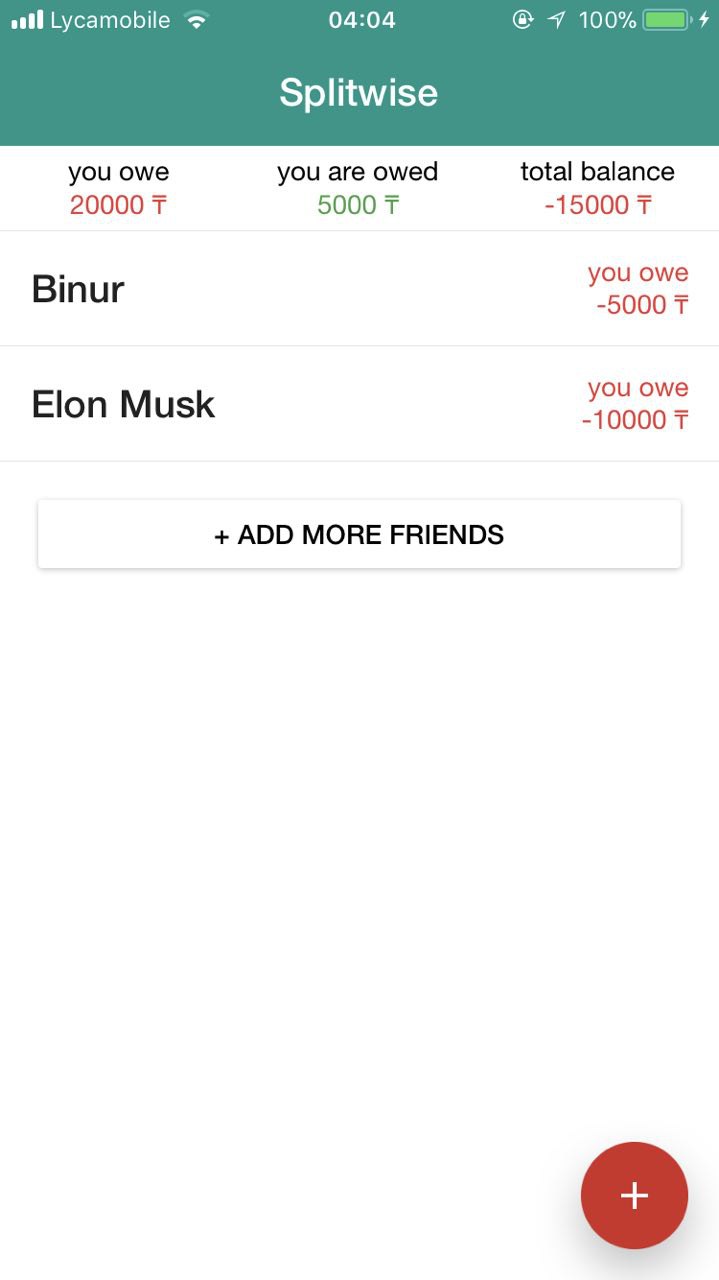 Lycamobile 04:04 100%
Splitwise
you owe you are owed total balance
20000 ₸ 5000 ₸ -15000 ₸
Binur
you owe
-5000 ₸
Elon Musk
you owe
-10000 ₸
+ ADD MORE FRIENDS
+